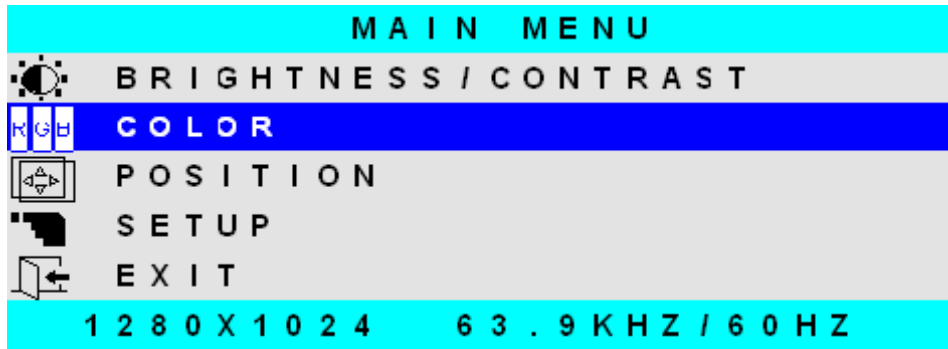 MAIN MENU
BRIGHTNESS/CONTRAST
RGB COLOR
POSITION
SETUP
EXIT
1280X1024 63.9KHZ/60HZ